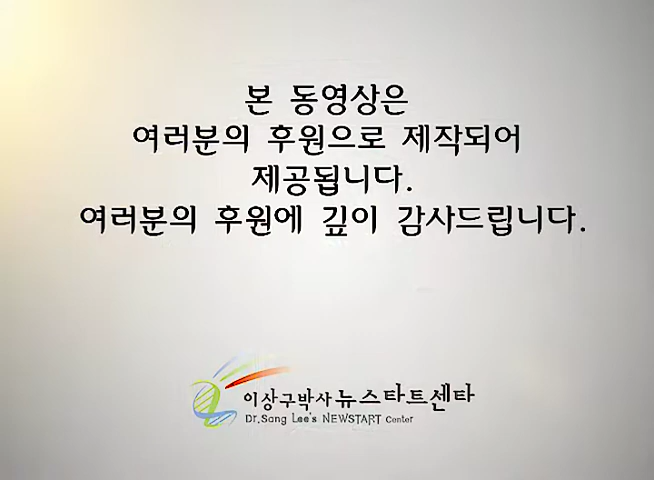 본 동영상은
여러분의 후원으로 제작되어
제공됩니다.
여러분의 후원에 깊이 감사드립니다.
이상구박사 뉴스타트센타
Dr.Sang Lee's NEWSTART Center